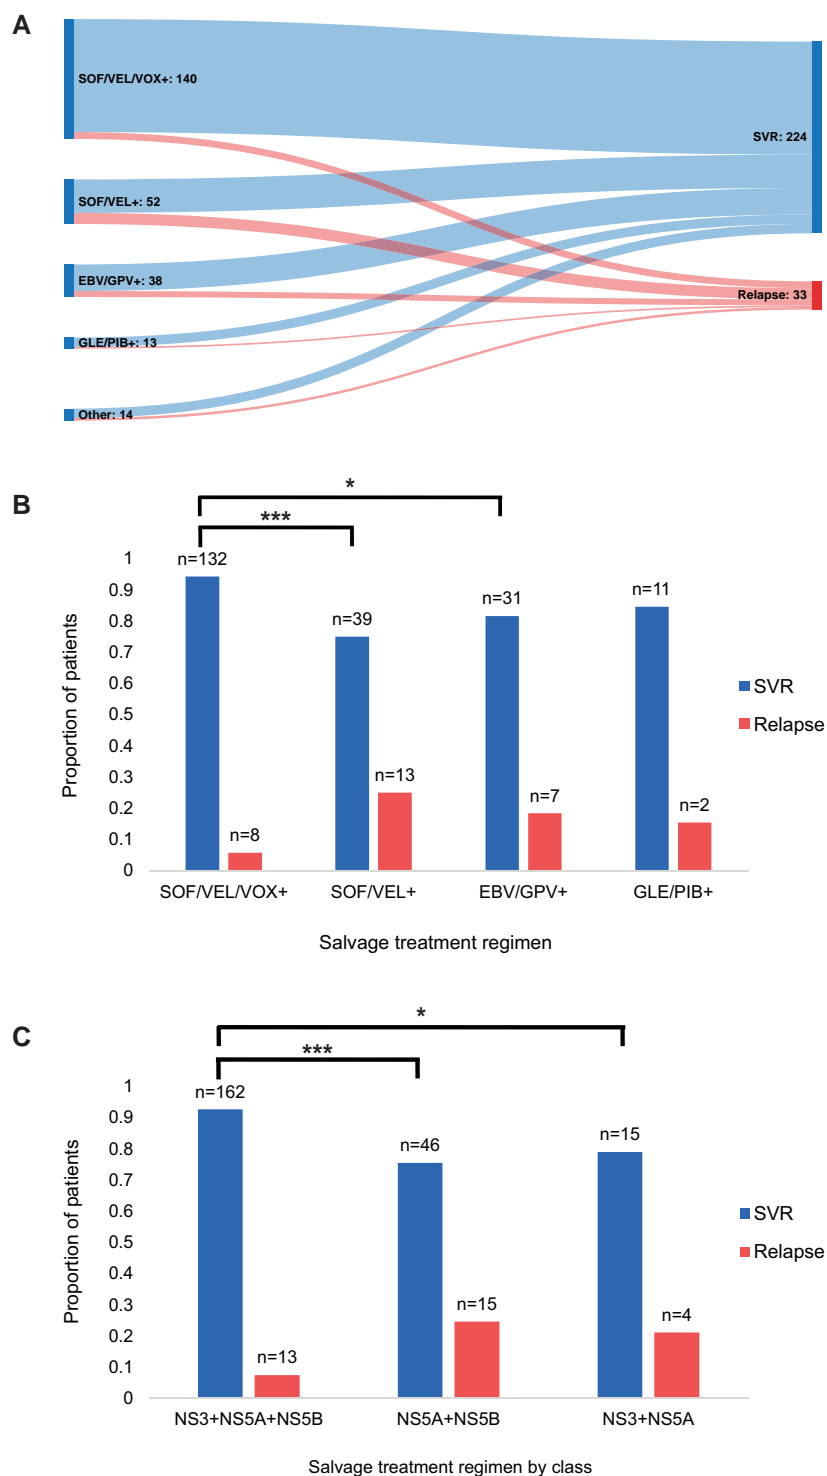 A
SOF/VEL/VOX+: 140
SVR: 224
SOF/VEL+: 52
EBV/GPV+: 38
Relapse: 33
GLE/PIB+: 13
Other: 14
B
*
***
1
0.9
0.8
0.7
0.6
0.5
0.4
0.3
0.2
0.1
0
Proportion of patients
n=132
n=8
n=39
n=13
n=31
n=7
n=11
n=2
SVR
Relapse
SOF/VEL/VOX+ SOF/VEL+ EBV/GPV+ GLE/PIB+
Salvage treatment regimen
C
*
***
1
0.9
0.8
0.7
0.6
0.5
0.4
0.3
0.2
0.1
0
Proportion of patients
n=162
n=13
n=46
n=15
n=15
n=4
SVR
Relapse
NS3+NS5A+NS5B NS5A+NS5B NS3+NS5A
Salvage treatment regimen by class